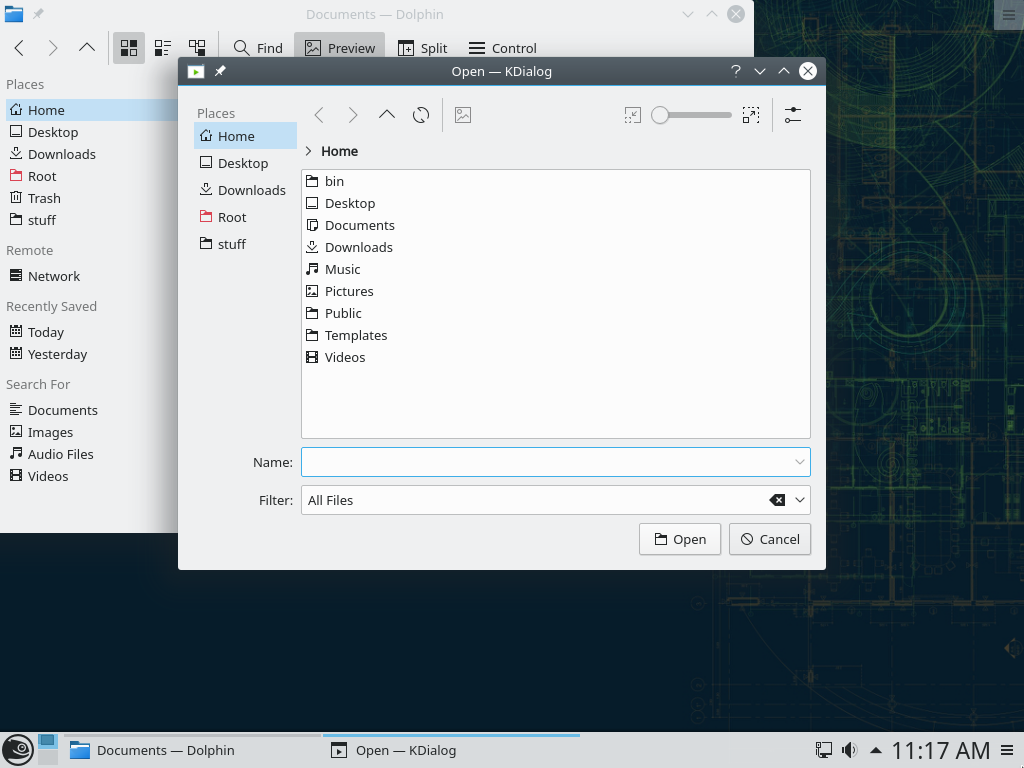 Documents — Dolphin
Find
Preview
Split
Control
Places
Home
Desktop
Downloads
Root
Trash
stuff
Remote
Network
Recently Saved
Today
Yesterday
Search For
Documents
Images
Audio Files
Videos
Open — KDialog
?
Places
Home
Desktop
Downloads
Root
stuff
Home
bin
Desktop
Documents
Downloads
Music
Pictures
Public
Templates
Videos
Name:
Filter: All Files
Open
Cancel
Documents — Dolphin
Open — KDialog
11:17 AM